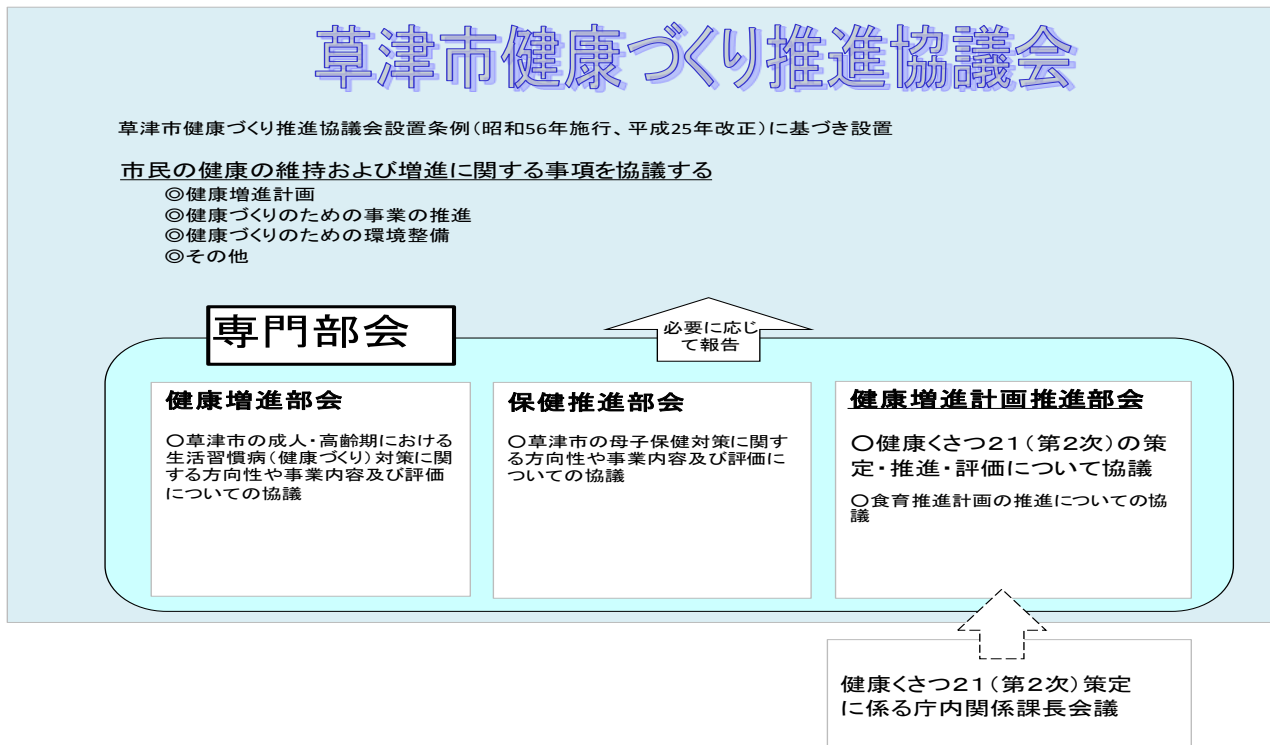 草津市健康づくり推進協議会
草津市健康づくり推進協議会設置条例(昭和56年施行、平成25年改正)に基づき設置
市民の健康の維持および増進に関する事項を協議する
◎健康増進計画
◎健康づくりのための事業の推進
◎健康づくりのための環境整備
◎その他
専門部会
必要に応じ
て報告
健康増進部会
○草津市の成人・高齢期における
生活習慣病(健康づくり)対策に関
する方向性や事業内容及び評価
についての協議
保健推進部会
○草津市の母子保健対策に関す
る方向性や事業内容及び評価に
ついての協議
健康増進計画推進部会
○健康くさつ21(第2次)の策
定・推進・評価について協議
○食育推進計画の推進についての協
議
健康くさつ21(第2次)策定
に係る庁内関係課長会議